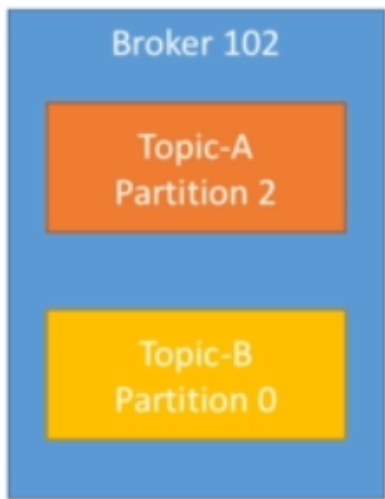 Broker 102
Topic-A
Partition 2
Topic-B
Partition 0